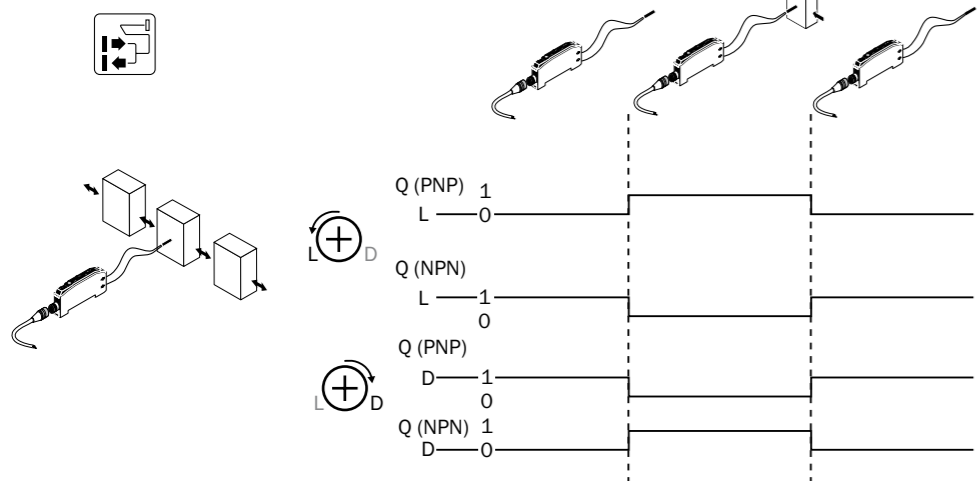 Q (PNP) 1
L 0
L D
Q (NPN)
L 1
0
Q (PNP)
D 1
0
L D
Q (NPN) 1
D 0